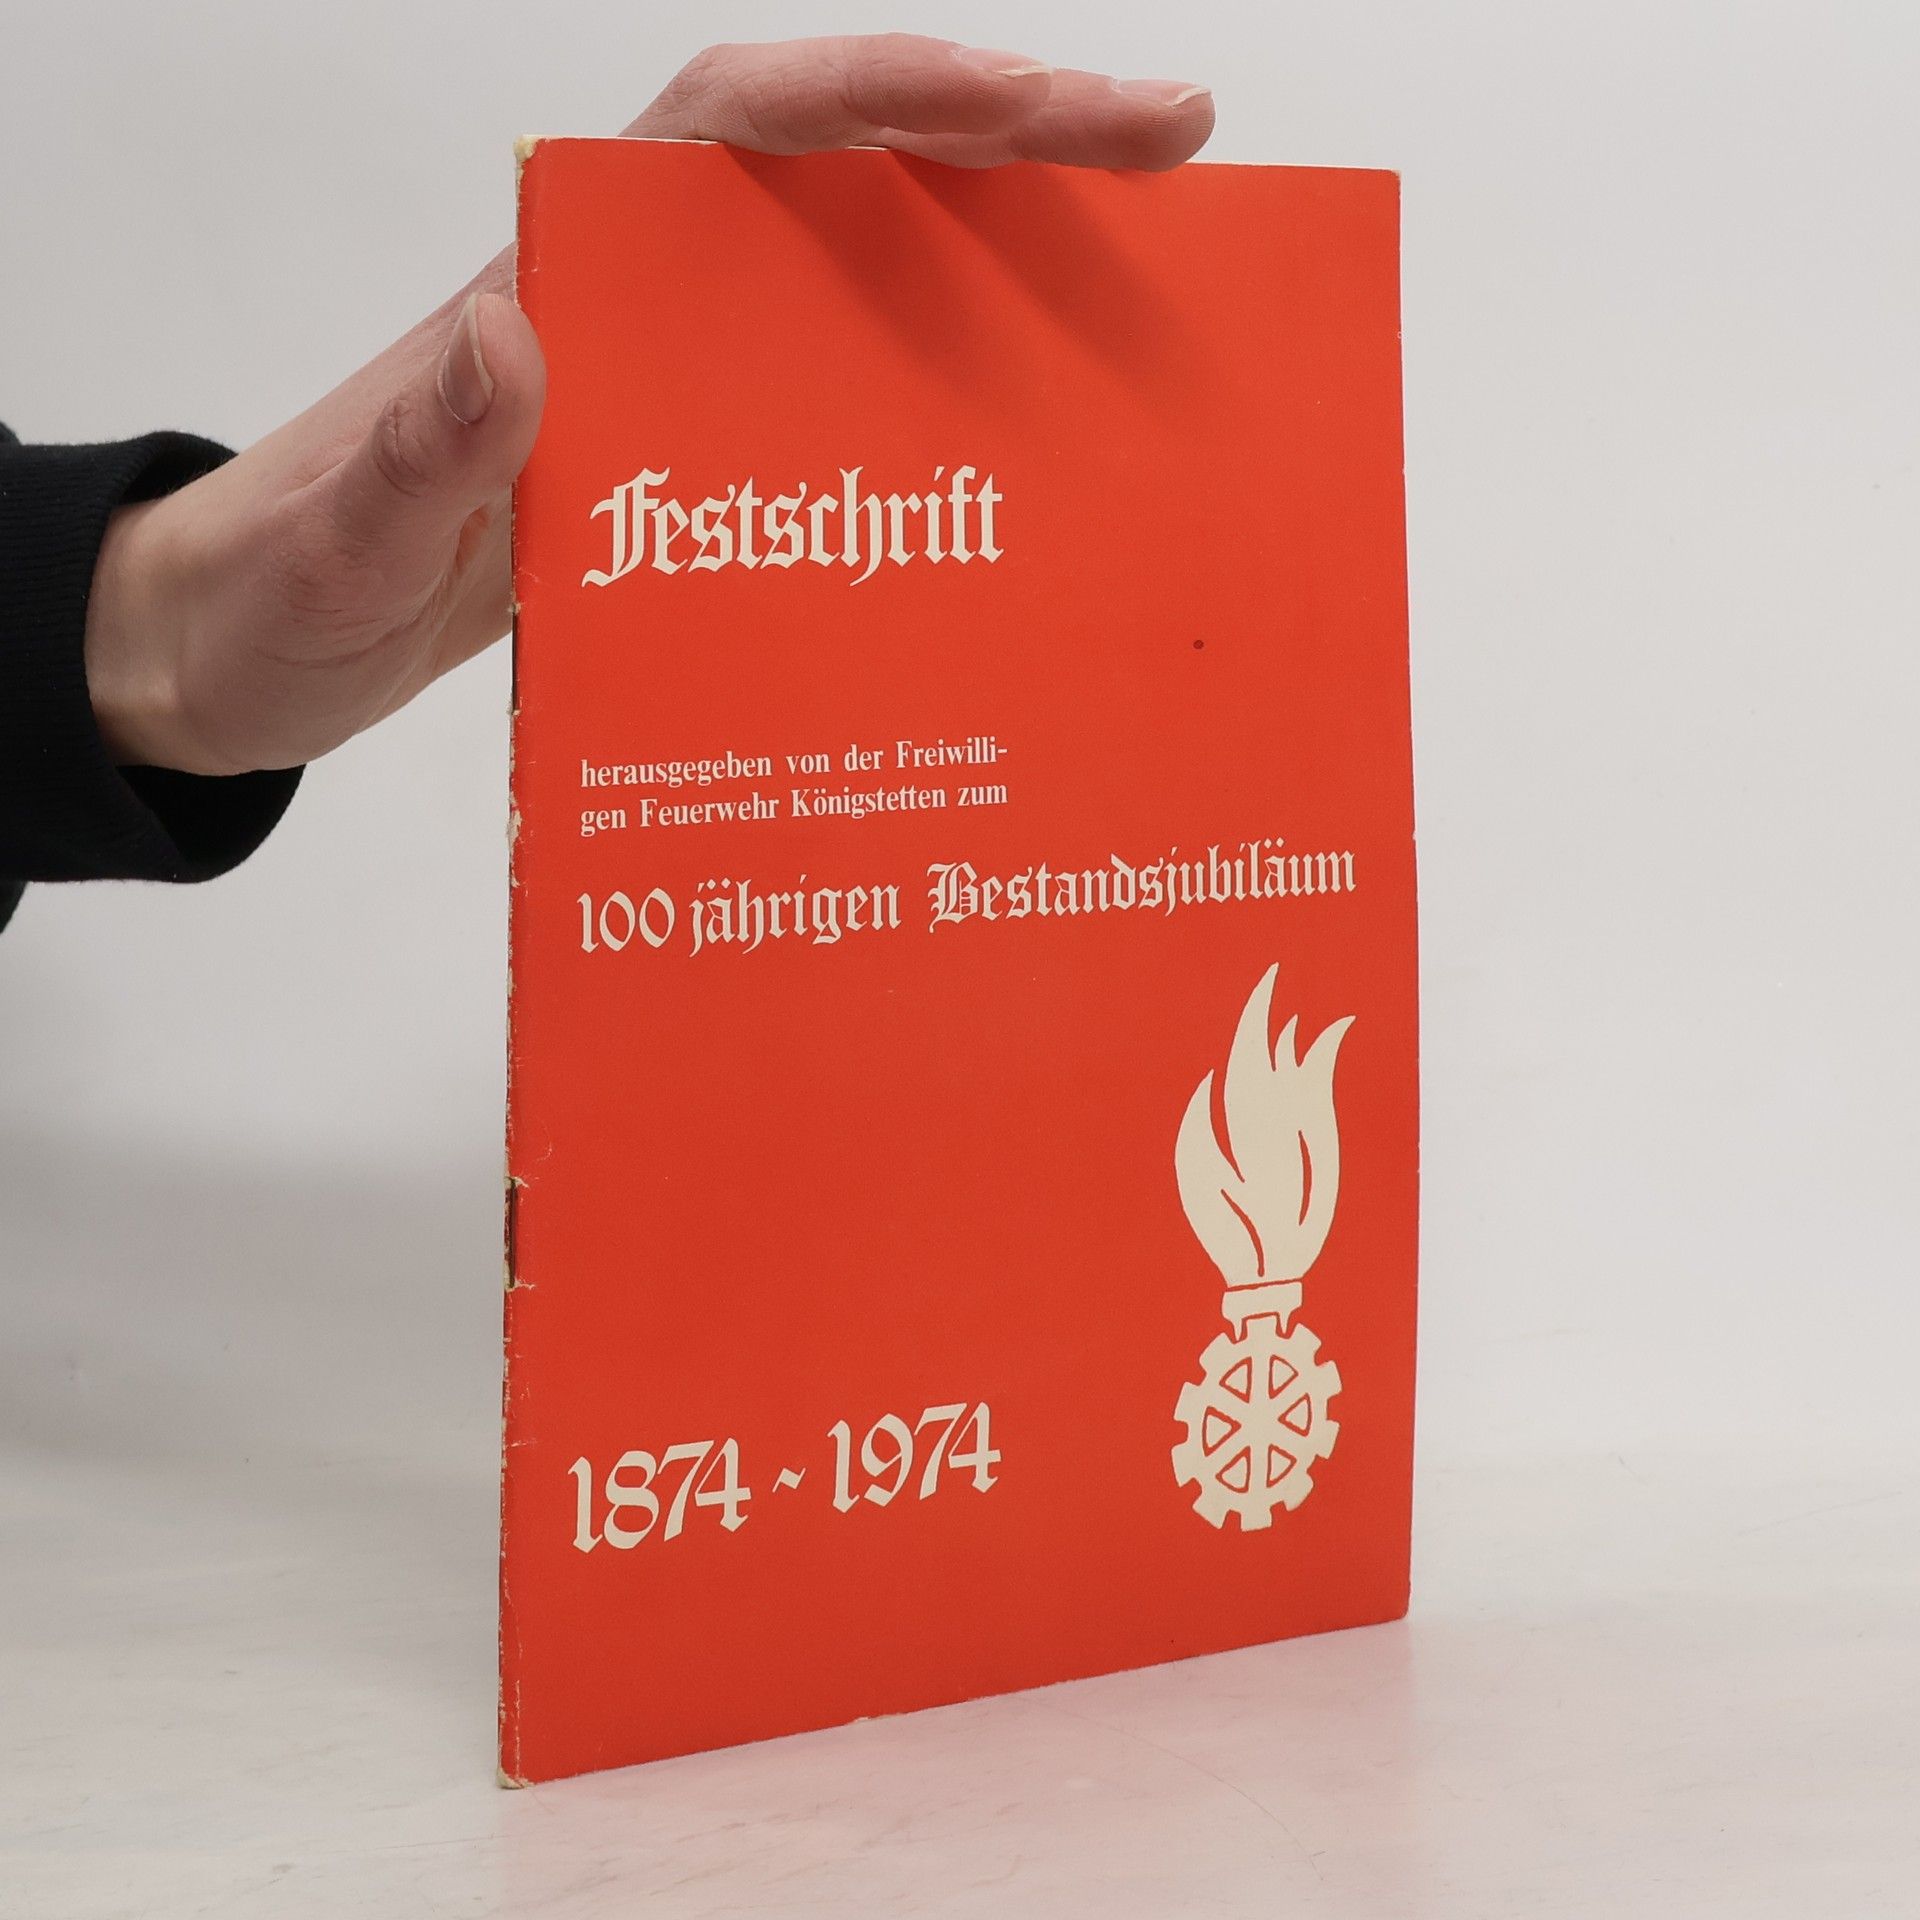 Festschrift
herausgegeben von der Freiwilli-
gen Feuerwehr Königstetten zum
100 jährigen Bestandsjubiläum
1874 ~ 1974